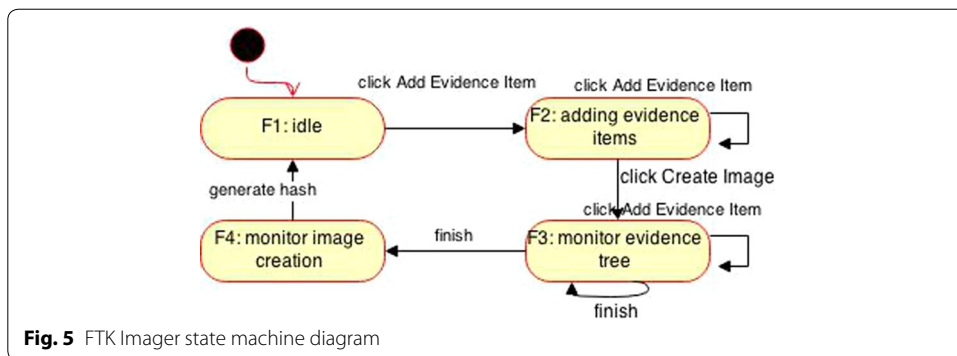 click Add Evidence Item
click Add Evidence Item
F1: idle
F2: adding evidence
items
click Create Image
generate hash
click Add Evidence Item
F4: monitor image
creation
finish
F3: monitor evidence
tree
finish
Fig. 5 FTK Imager state machine diagram